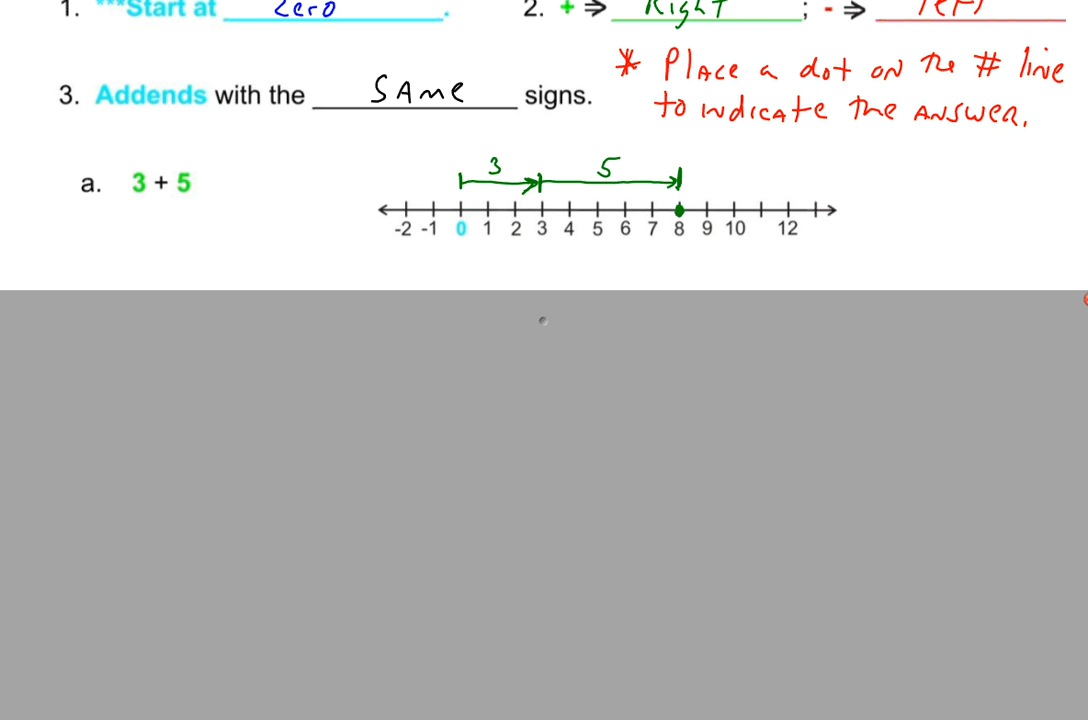 1. ***Start at zero. 2. + ⇒ Right ; - ⇒ left
* Place a dot on the # line
3. Addends with the SAme signs. to indicate the answer.
3 5
a. 3 + 5
-2 -1 0 1 2 3 4 5 6 7 8 9 10 12